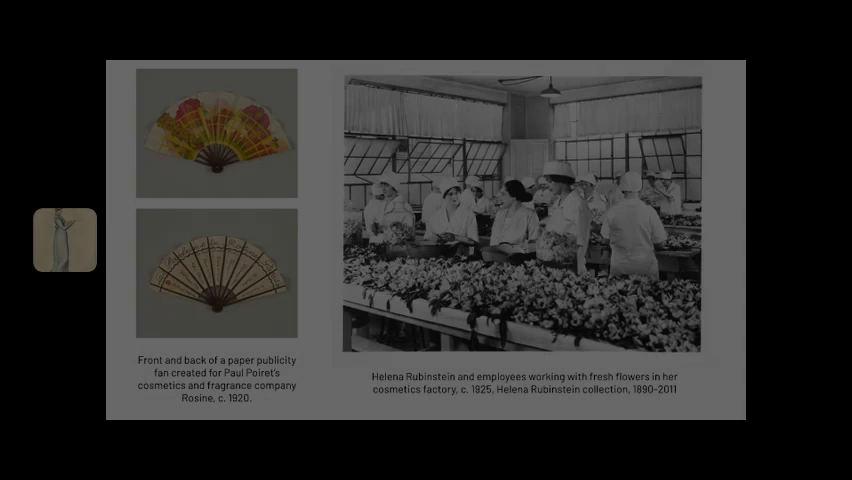 Front and back of a paper publicity
fan created for Paul Poiret's
cosmetics and fragrance company
Rosine, c. 1920.
Helena Rubinstein and employees working with fresh flowers in her
cosmetics factory, c. 1925, Helena Rubinstein collection, 1890-2011